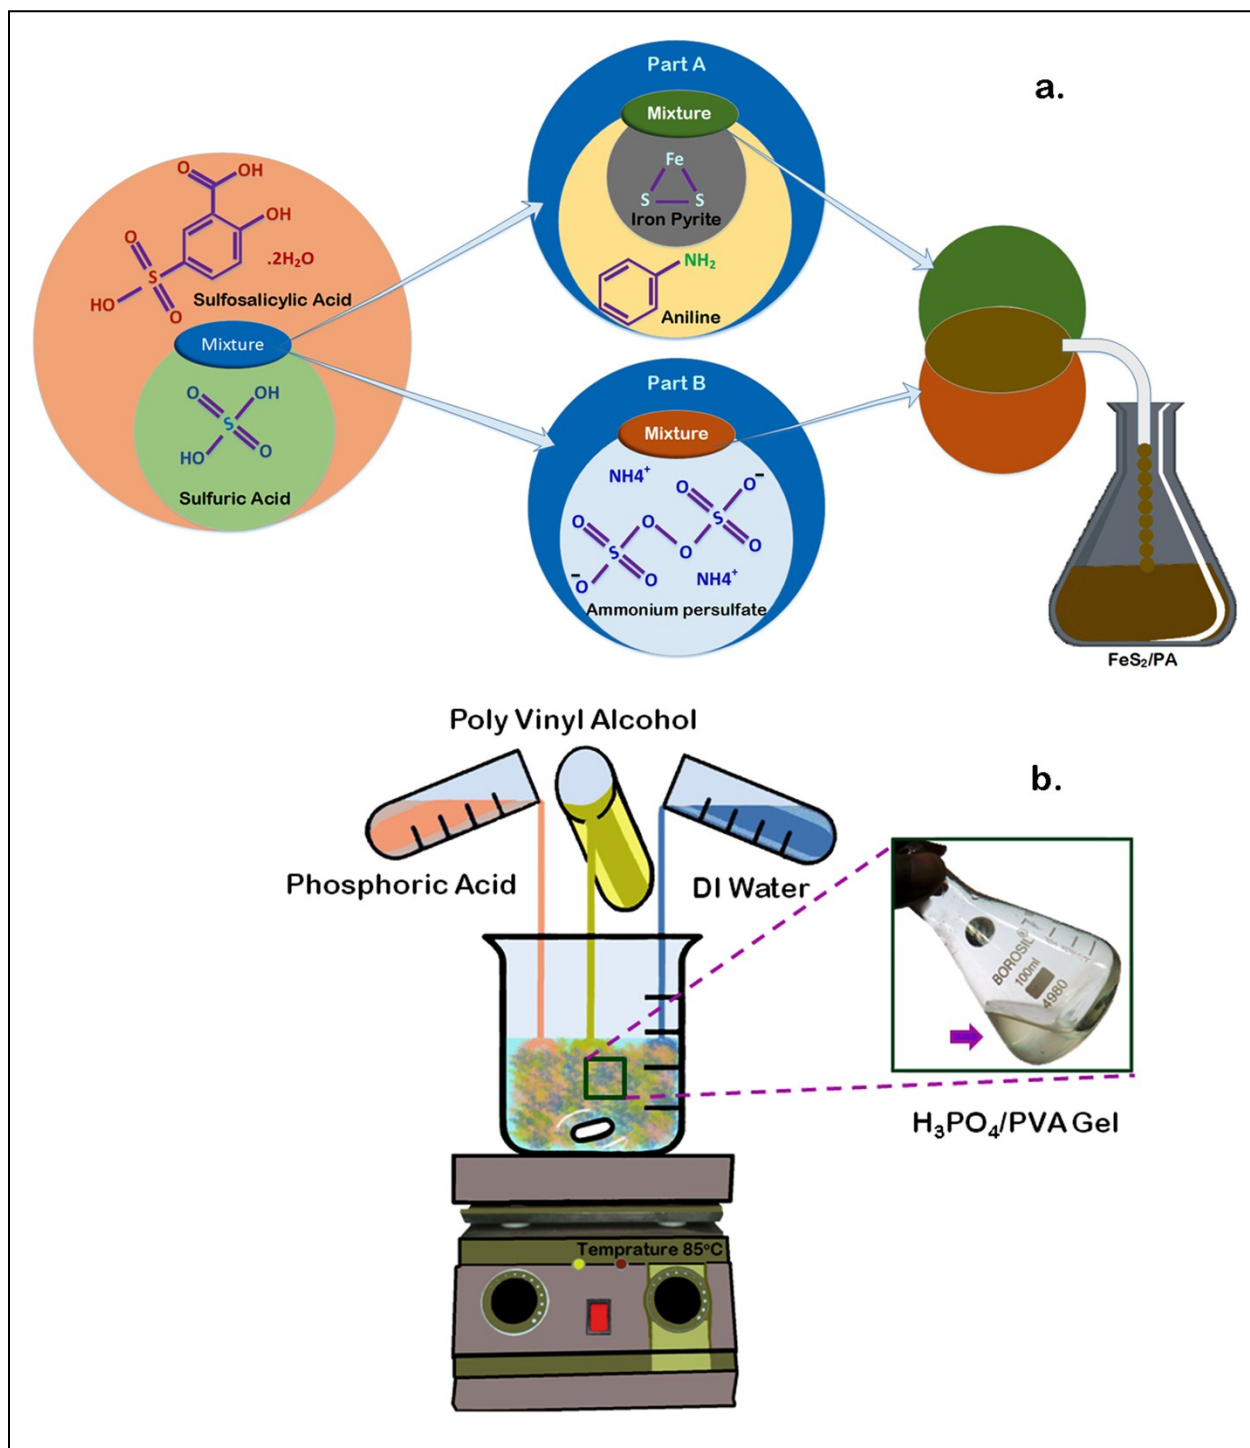 a.
Part A
Mixture
Fe
S
S
Iron Pyrite
NH₂
Aniline
O
OH
OH
O
S
HO
O
.2H₂O
Sulfosalicylic Acid
Mixture
O
OH
S
HO
O
Sulfuric Acid
Part B
Mixture
NH4⁺
O
O⁻
O
O
S
S
O
O
⁻O
O
NH4⁺
Ammonium persulfate
FeS₂/PA
b.
Poly Vinyl Alcohol
Phosphoric Acid
DI Water
BOROSIL®
100ml
4980
H₃PO₄/PVA Gel
Temprature 85°C